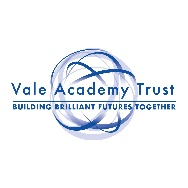 Vale Academy Trust
BUILDING BRILLIANT FUTURES TOGETHER